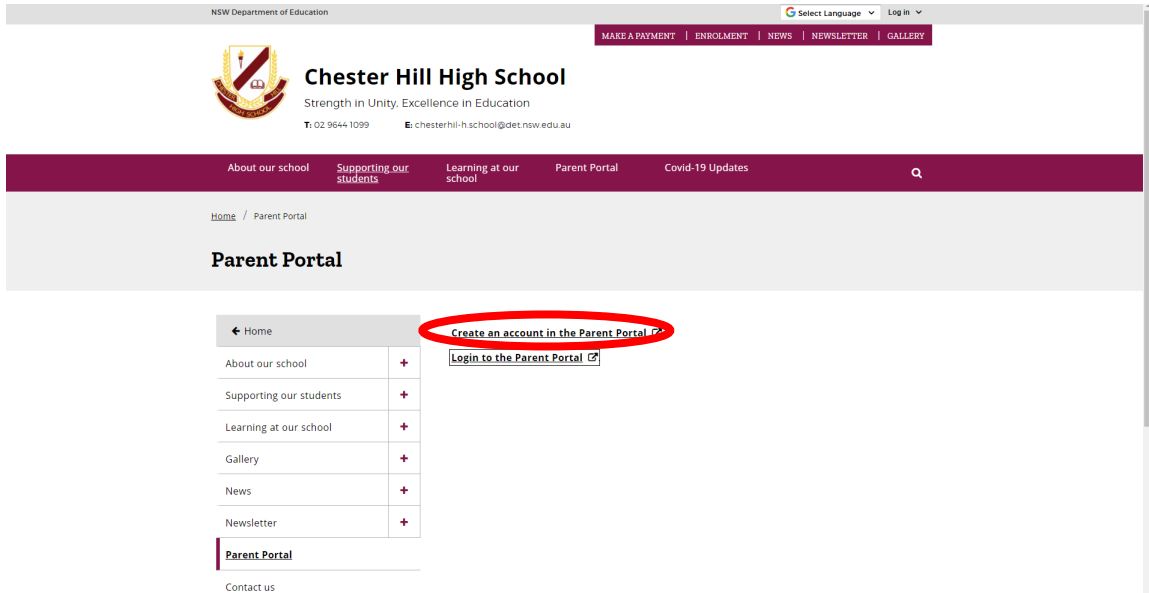 NSW Department of Education
Select Language
Log in
MAKE A PAYMENT | ENROLMENT | NEWS | NEWSLETTER | GALLERY
CHESTER HILL
HIGH SCHOOL
Chester Hill High School
Strength in Unity. Excellence in Education
T: 02 9644 1099 E: chesterhil-h.school@det.nsw.edu.au
About our school
Supporting our
students
Learning at our
school
Parent Portal
Covid-19 Updates
Home / Parent Portal
Parent Portal
Home
About our school +
Supporting our students +
Learning at our school +
Gallery +
News +
Newsletter +
Parent Portal
Contact us
Create an account in the Parent Portal
Login to the Parent Portal